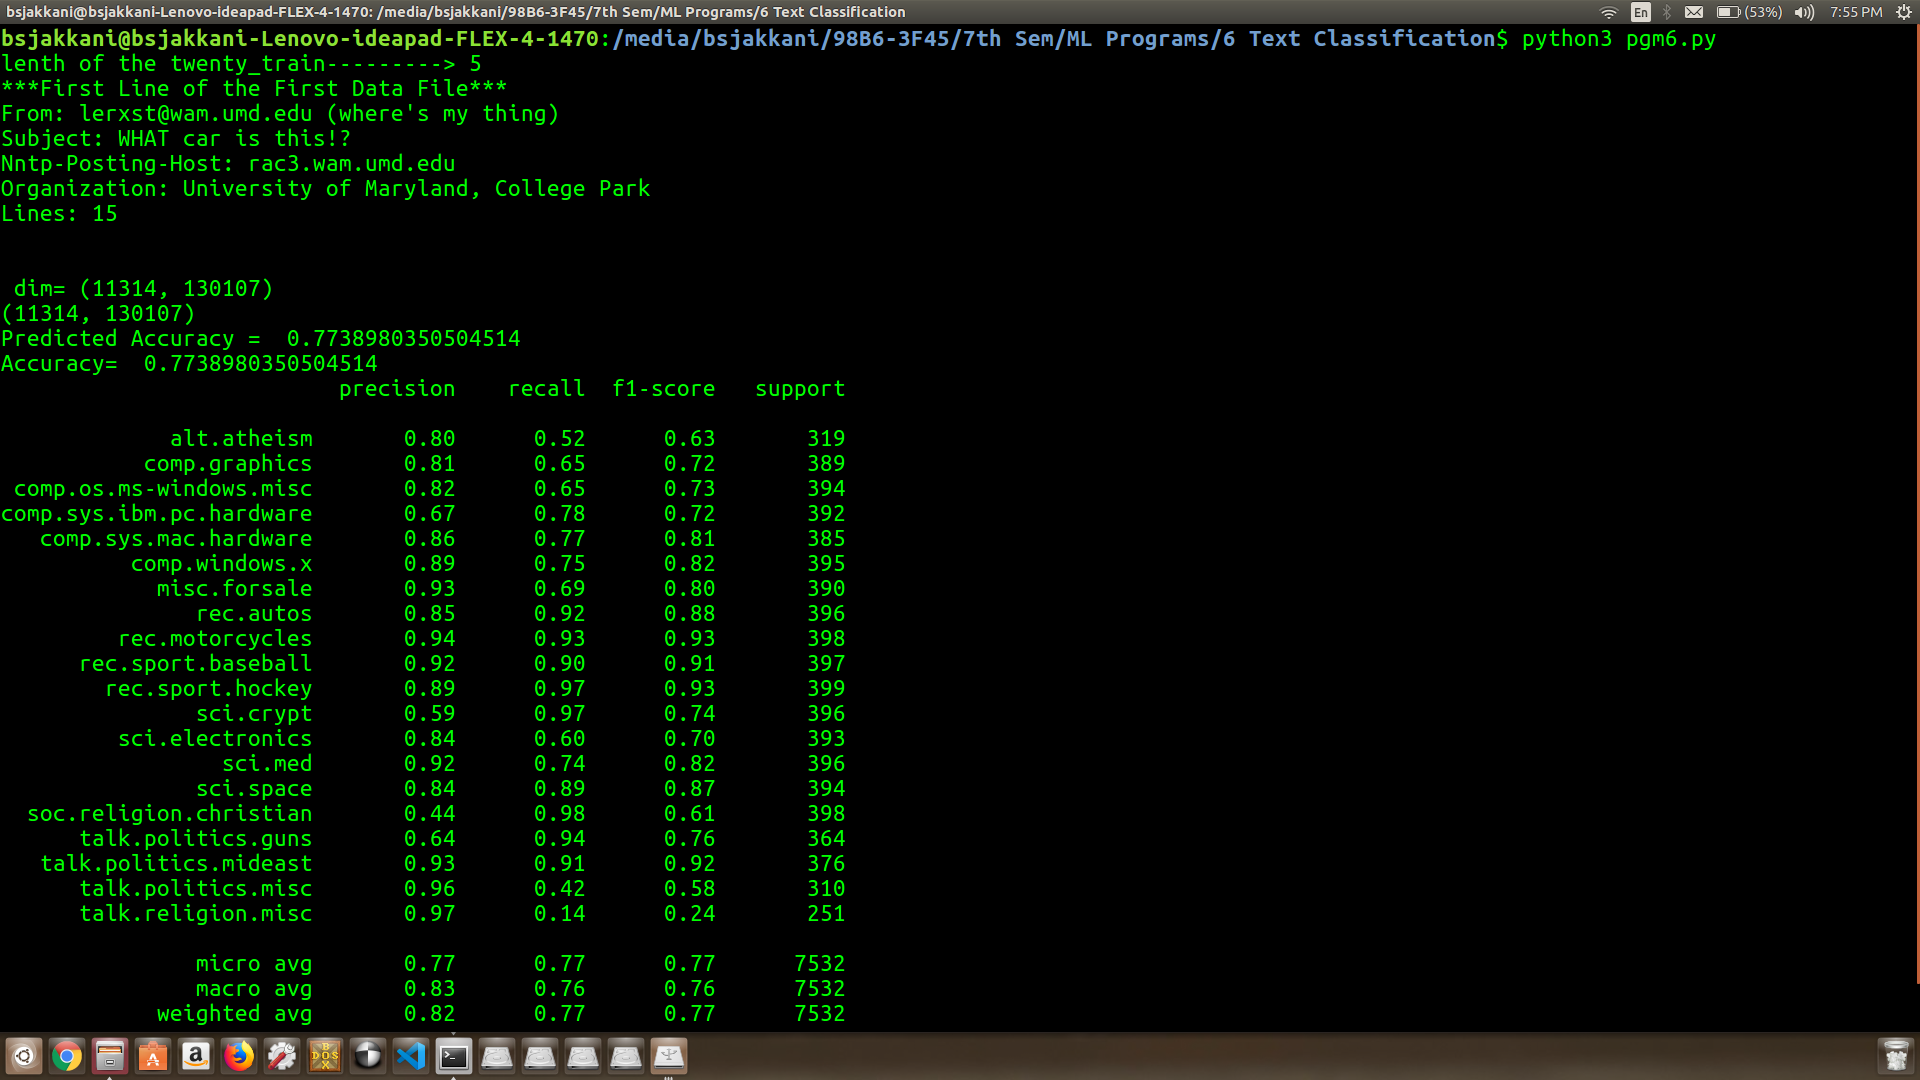 bsjakkani@bsjakkani-Lenovo-ideapad-FLEX-4-1470: /media/bsjakkani/98B6-3F45/7th Sem/ML Programs/6 Text Classification
En (53%) 7:55 PM
bsjakkani@bsjakkani-Lenovo-ideapad-FLEX-4-1470:/media/bsjakkani/98B6-3F45/7th Sem/ML Programs/6 Text Classification$ python3 pgm6.py
lenth of the twenty_train---------> 5
***First Line of the First Data File***
From: lerxst@wam.umd.edu (where's my thing)
Subject: WHAT car is this!?
Nntp-Posting-Host: rac3.wam.umd.edu
Organization: University of Maryland, College Park
Lines: 15
dim= (11314, 130107)
(11314, 130107)
Predicted Accuracy =  0.7738980350504514
Accuracy=  0.7738980350504514
precision recall f1-score support
alt.atheism 0.80 0.52 0.63 319
comp.graphics 0.81 0.65 0.72 389
comp.os.ms-windows.misc 0.82 0.65 0.73 394
comp.sys.ibm.pc.hardware 0.67 0.78 0.72 392
comp.sys.mac.hardware 0.86 0.77 0.81 385
comp.windows.x 0.89 0.75 0.82 395
misc.forsale 0.93 0.69 0.80 390
rec.autos 0.85 0.92 0.88 396
rec.motorcycles 0.94 0.93 0.93 398
rec.sport.baseball 0.92 0.90 0.91 397
rec.sport.hockey 0.89 0.97 0.93 399
sci.crypt 0.59 0.97 0.74 396
sci.electronics 0.84 0.60 0.70 393
sci.med 0.92 0.74 0.82 396
sci.space 0.84 0.89 0.87 394
soc.religion.christian 0.44 0.98 0.61 398
talk.politics.guns 0.64 0.94 0.76 364
talk.politics.mideast 0.93 0.91 0.92 376
talk.politics.misc 0.96 0.42 0.58 310
talk.religion.misc 0.97 0.14 0.24 251
micro avg 0.77 0.77 0.77 7532
macro avg 0.83 0.76 0.76 7532
weighted avg 0.82 0.77 0.77 7532